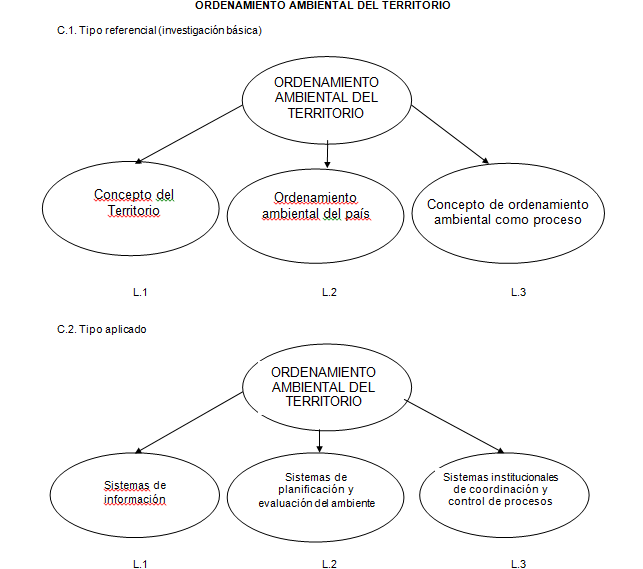 ORDENAMIENTO AMBIENTAL DEL TERRITORIO
C.1. Tipo referencial (investigación básica)
ORDENAMIENTO
AMBIENTAL DEL
TERRITORIO
Concepto del
Territorio
Ordenamiento
ambiental del país
Concepto de ordenamiento
ambiental como proceso
L.1
L.2
L.3
C.2. Tipo aplicado
ORDENAMIENTO
AMBIENTAL DEL
TERRITORIO
Sistemas de
información
Sistemas de
planificación y
evaluación del ambiente
Sistemas institucionales
de coordinación y
control de procesos
L.1
L.2
L.3